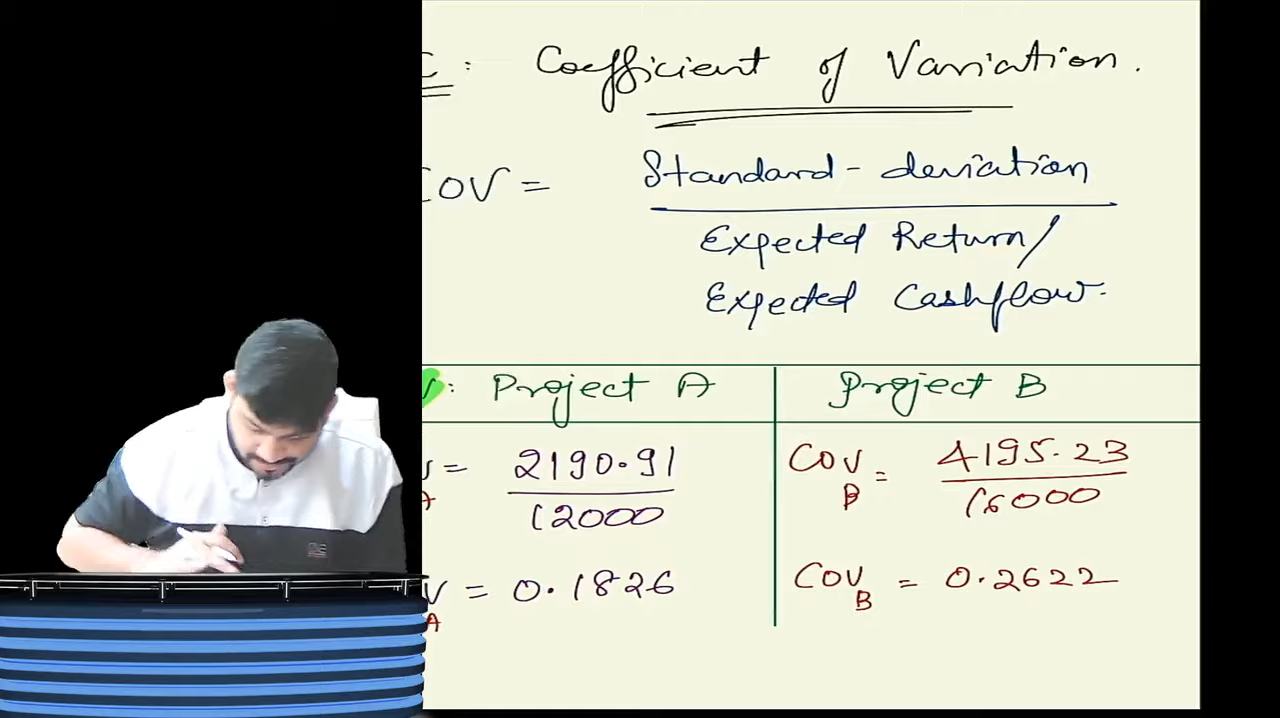 C: Coefficient of Variation.
COV = Standard-deviation
Expected Return/
Expected Cashflow.
V: Project A Project B
V = 2190.91 COV = 4195.23
A 12000 B 16000
V = 0.1826 COV = 0.2622
A B